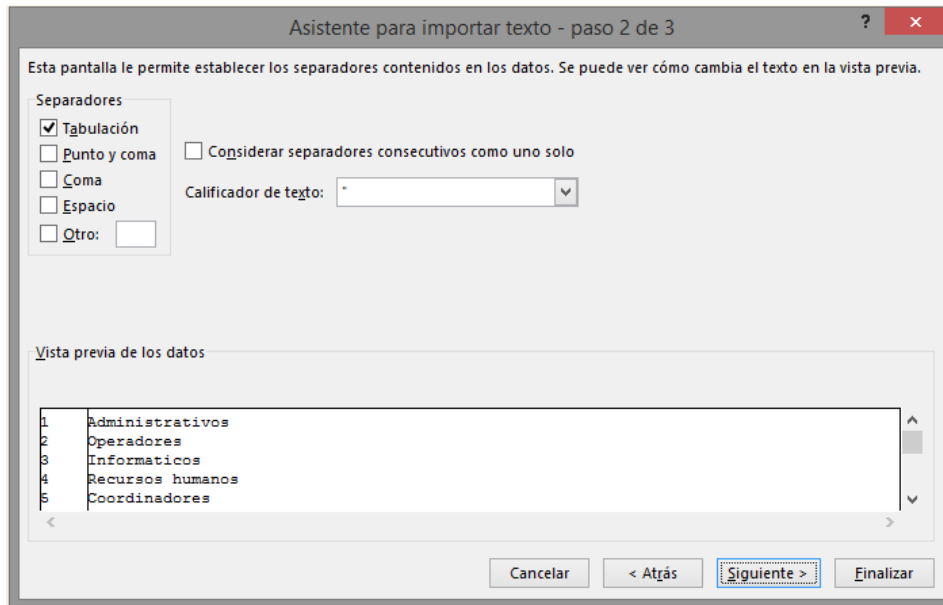 Asistente para importar texto - paso 2 de 3
?
Esta pantalla le permite establecer los separadores contenidos en los datos. Se puede ver cómo cambia el texto en la vista previa.
Separadores
Tabulación
Punto y coma
Coma
Espacio
Otro:
Considerar separadores consecutivos como uno solo
Calificador de texto: "
Vista previa de los datos
1 Administrativos
2 Operadores
3 Informaticos
4 Recursos humanos
5 Coordinadores
Cancelar < Atrás Siguiente > Finalizar